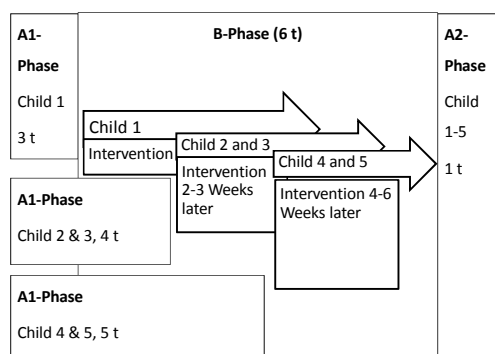 A1-
Phase
Child 1
3 t
B-Phase (6 t)
A2-
Phase
Child
1-5
1 t
Child 1
Intervention
Child 2 and 3
Intervention
2-3 Weeks
later
Child 4 and 5
Intervention 4-6
Weeks later
A1-Phase
Child 2 & 3, 4 t
A1-Phase
Child 4 & 5, 5 t